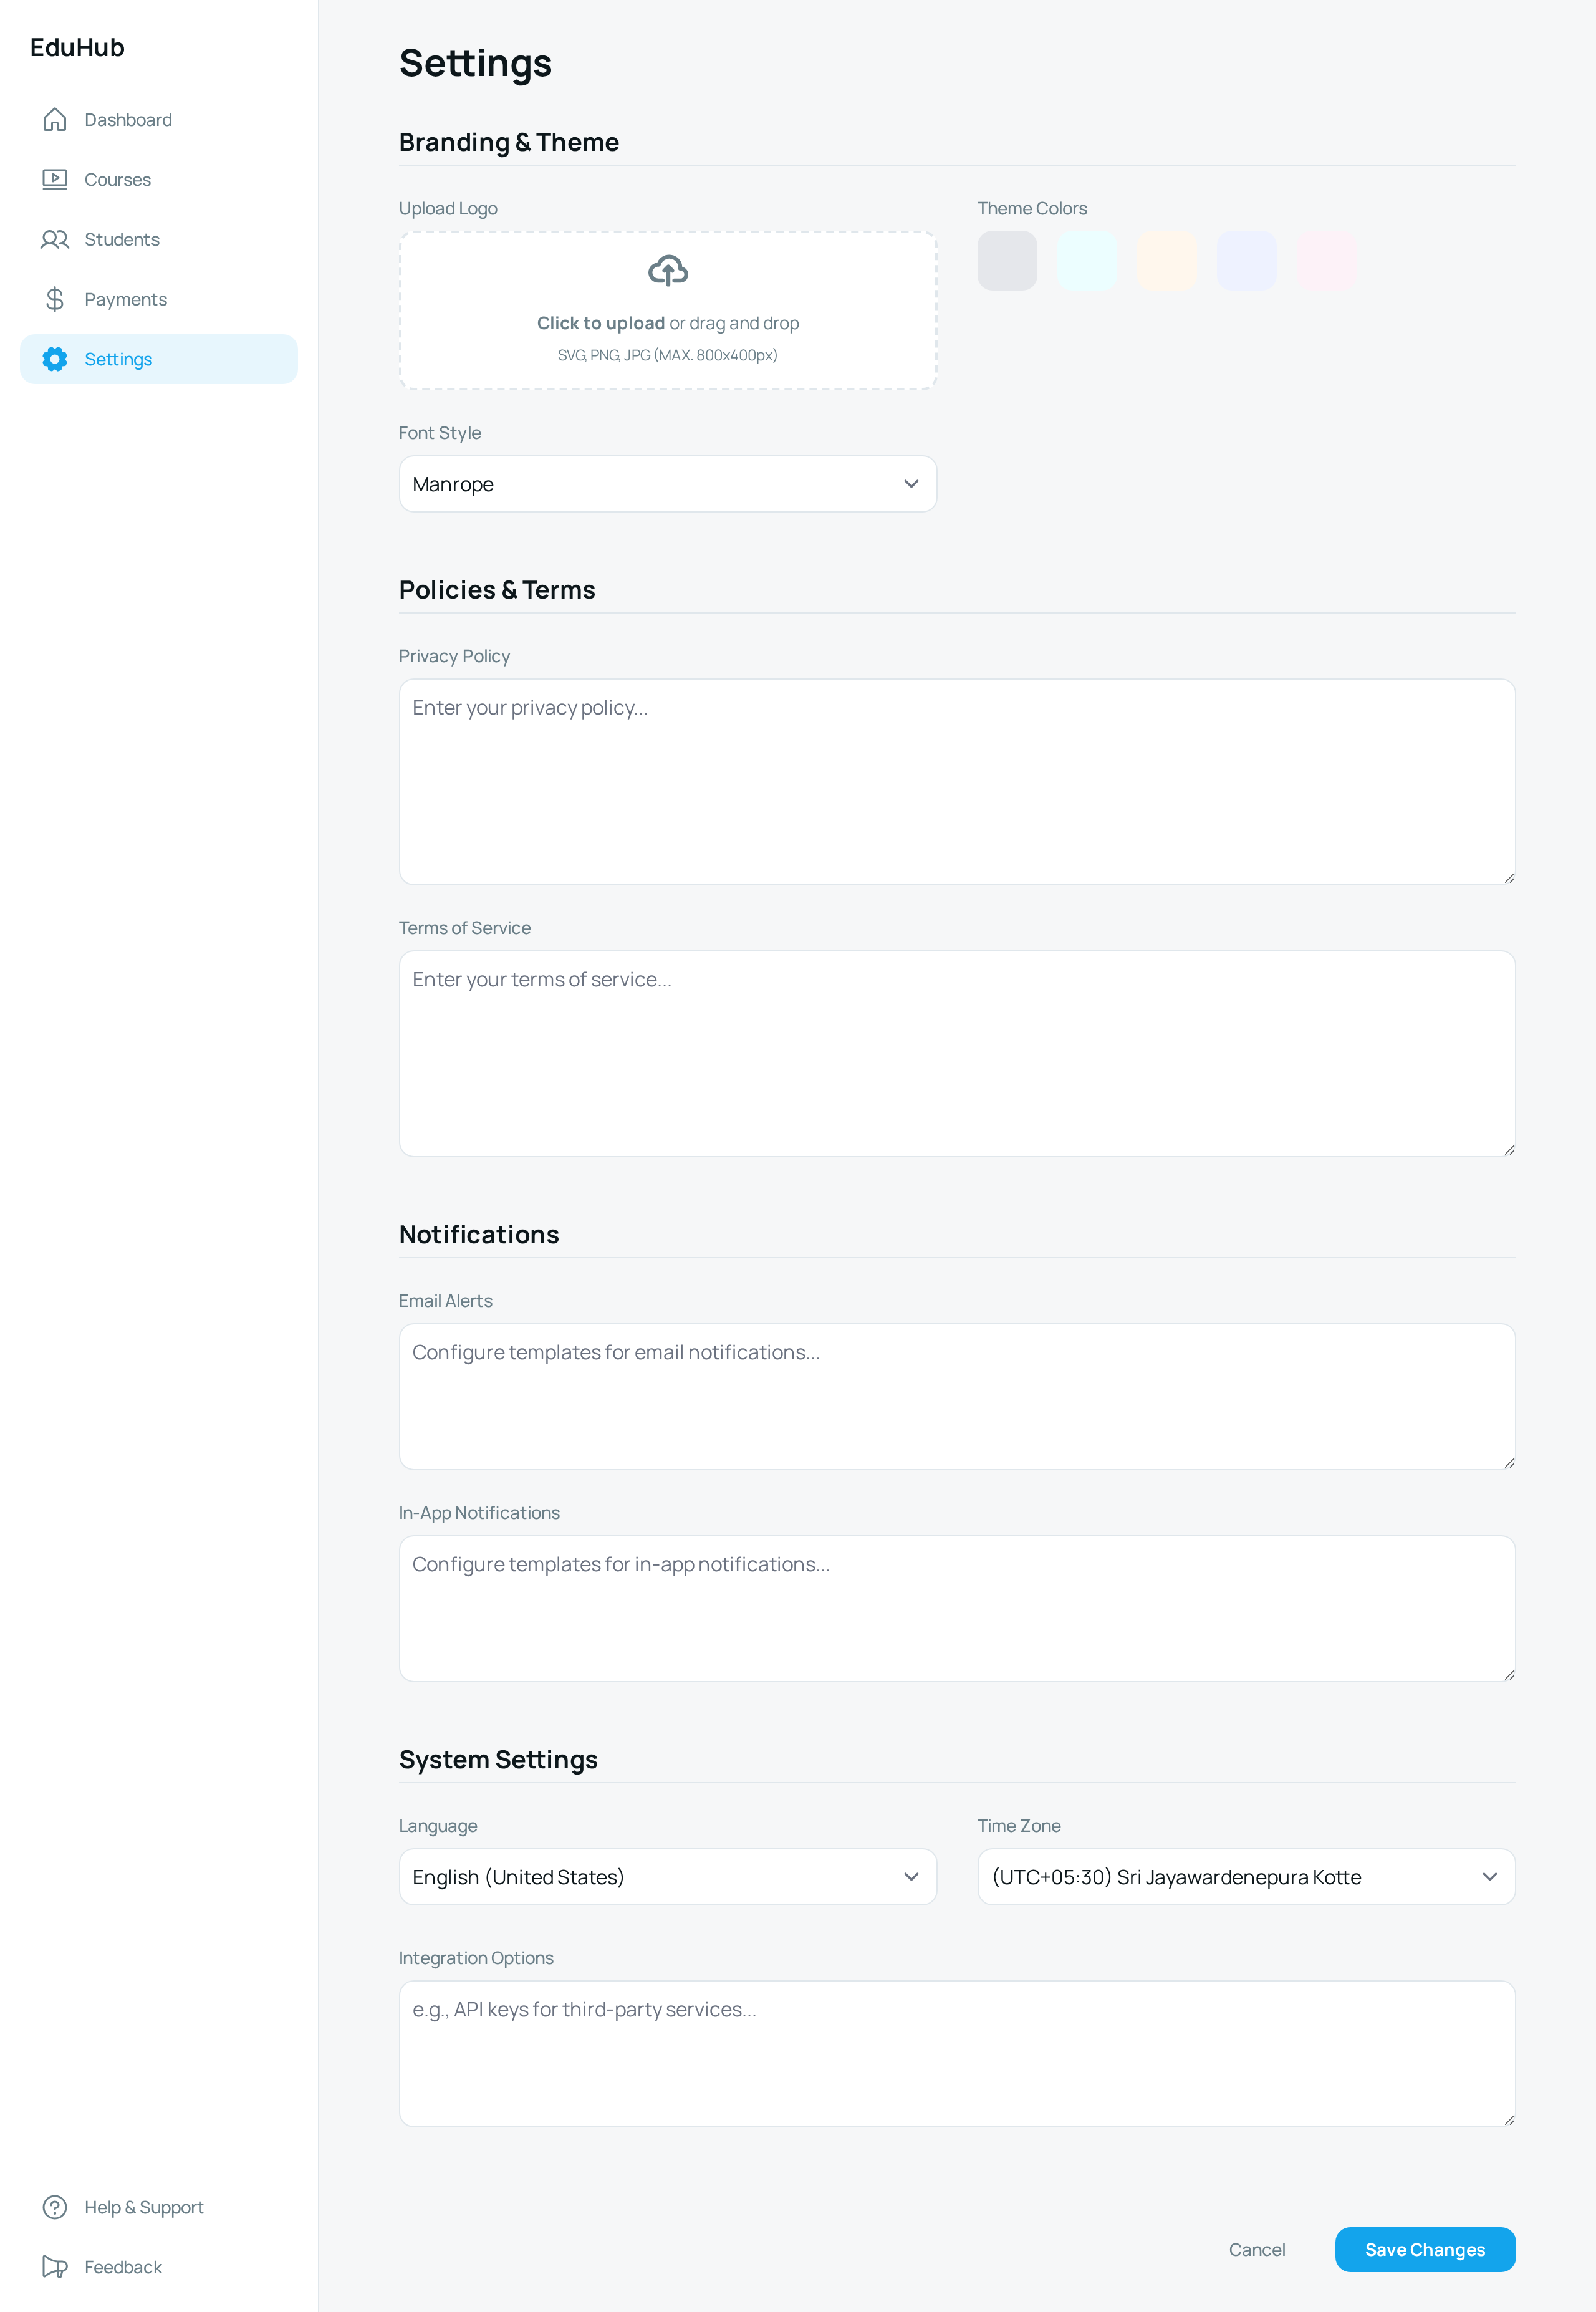 EduHub
Dashboard
Courses
Students
Payments
Settings
Help & Support
Feedback
Settings
Branding & Theme
Upload Logo
Click to upload or drag and drop
SVG, PNG, JPG (MAX. 800x400px)
Theme Colors
Font Style
Manrope
Policies & Terms
Privacy Policy
Enter your privacy policy...
Terms of Service
Enter your terms of service...
Notifications
Email Alerts
Configure templates for email notifications...
In-App Notifications
Configure templates for in-app notifications...
System Settings
Language
English (United States)
Time Zone
(UTC+05:30) Sri Jayawardenepura Kotte
Integration Options
e.g., API keys for third-party services...
Cancel
Save Changes